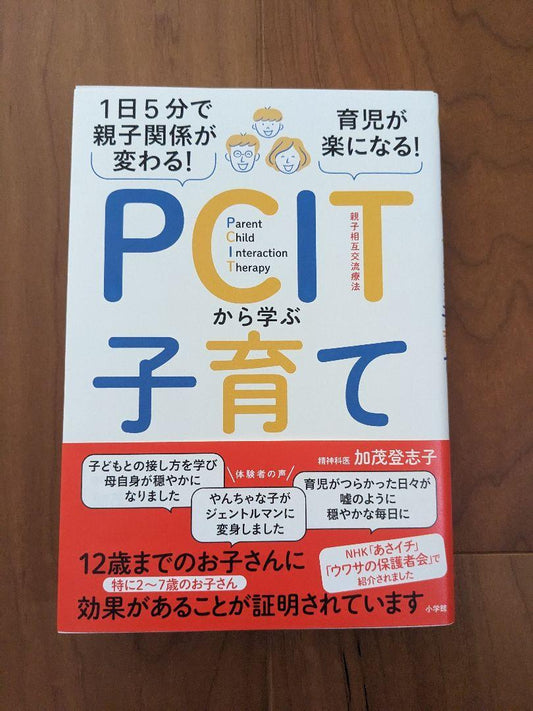 1日5分で
親子関係が
変わる!
育児が
楽になる!
PCIT
Parent
Child
Interaction
Therapy
親子相互交流療法
から学ぶ
子育て
精神科医 加茂登志子
体験者の声
子どもとの接し方を学び
母自身が穏やかに
なりました
やんちゃな子が
ジェントルマンに
変身しました
育児がつらかった日々が
嘘のように
穏やかな毎日に
12歳までのお子さんに
特に2〜7歳のお子さん
効果があることが証明されています
NHK「あさイチ」
「ウワサの保護者会」で
紹介されました
小学館